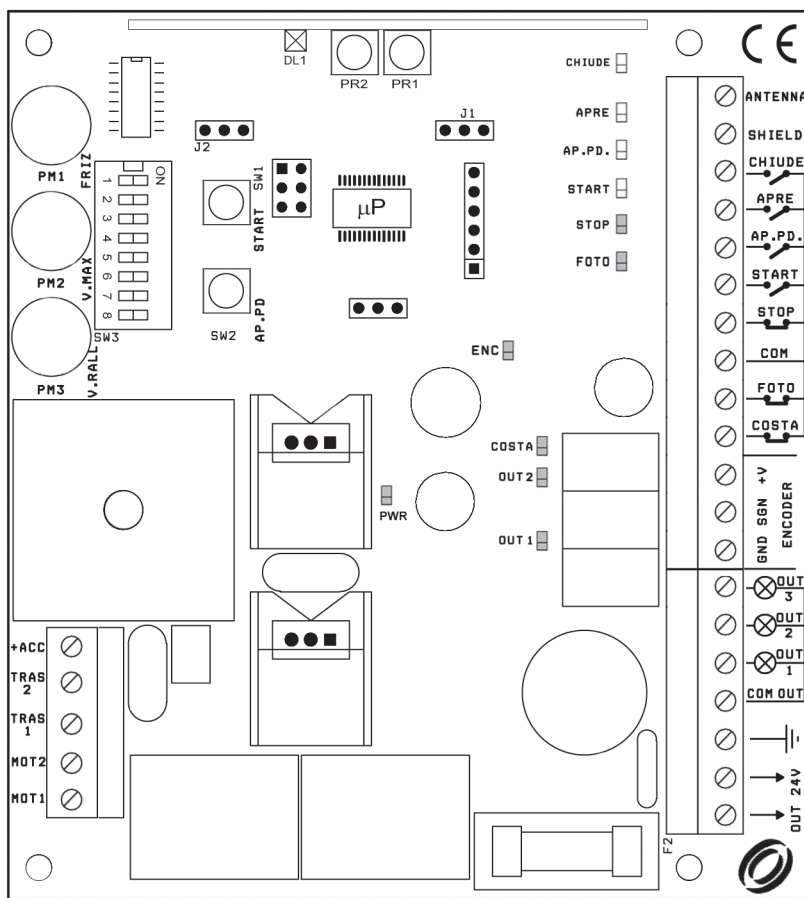 DL1
PR2
PR1
CHIUDE
APRE
AP.PD.
START
STOP
FOTO
ENC
COSTA
OUT2
OUT1
PWR
J2
J1
SW1
µP
START
SW2
AP.PD
PM1
FRIZ
PM2
V.MAX
PM3
V.RALL
ON
1
2
3
4
5
6
7
8
SW3
+ACC
TRAS
2
TRAS
1
MOT2
MOT1
F2
CE
ANTENNA
SHIELD
CHIUDE
APRE
AP.PD.
START
STOP
COM
FOTO
COSTA
GND SGN +V
ENCODER
OUT
3
OUT
2
OUT
1
COM OUT
OUT 24V